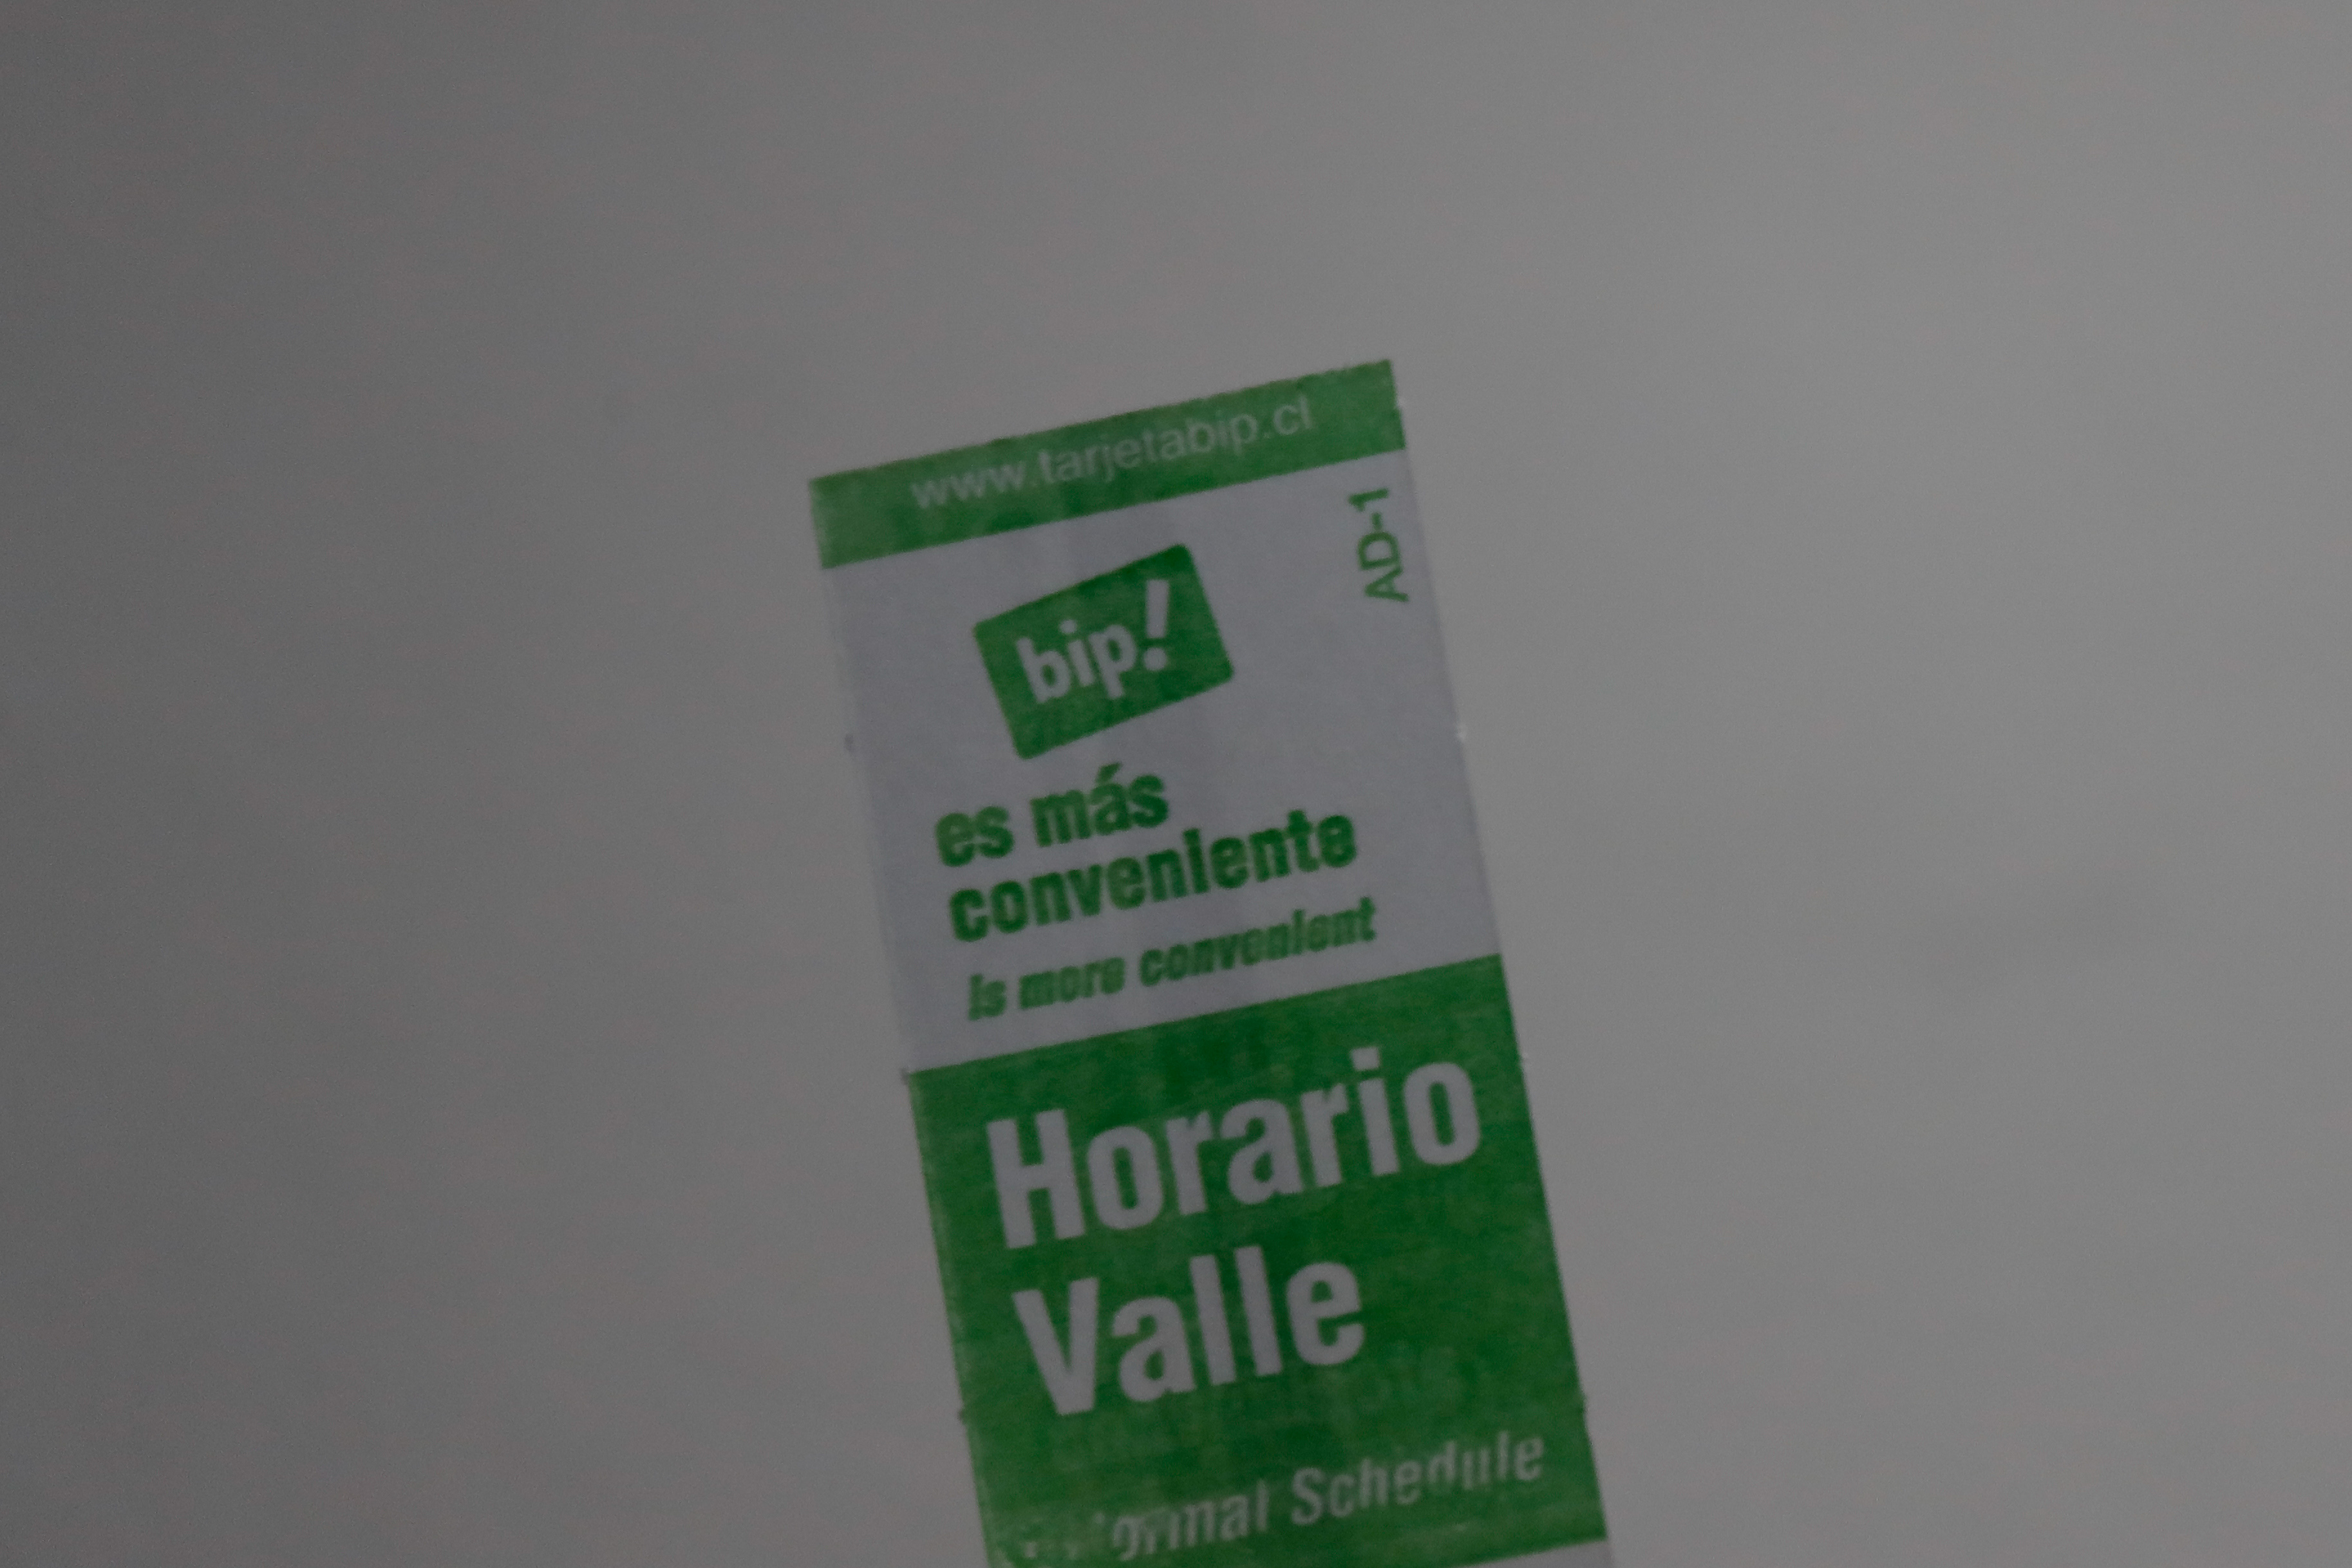 www.tarjetabip.cl
AD-1
bip!
es más
conveniente
is more convenient
Horario
Valle
Schedule